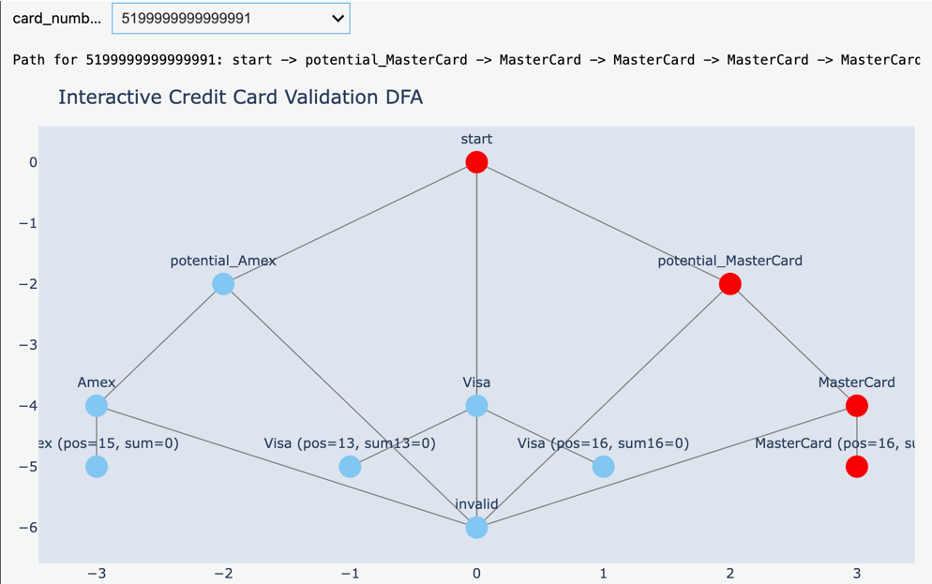 card_numb... 5199999999999991
Path for 5199999999999991: start -> potential_MasterCard -> MasterCard -> MasterCard -> MasterCard -> MasterCard
Interactive Credit Card Validation DFA
start
0
−1
potential_Amex potential_MasterCard
−2
−3
Amex Visa MasterCard
−4
ex (pos=15, sum=0) Visa (pos=13, sum13=0) Visa (pos=16, sum16=0) MasterCard (pos=16, su
−5
invalid
−6
−3 −2 −1 0 1 2 3